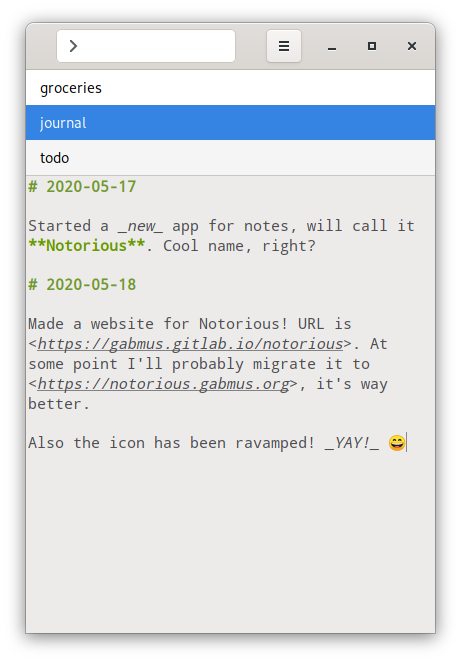 groceries
journal
todo
# 2020-05-17
Started a _new_ app for notes, will call it
**Notorious**. Cool name, right?
# 2020-05-18
Made a website for Notorious! URL is
<https://gabmus.gitlab.io/notorious>. At
some point I'll probably migrate it to
<https://notorious.gabmus.org>, it's way
better.
Also the icon has been ravamped! _YAY!_ 😄